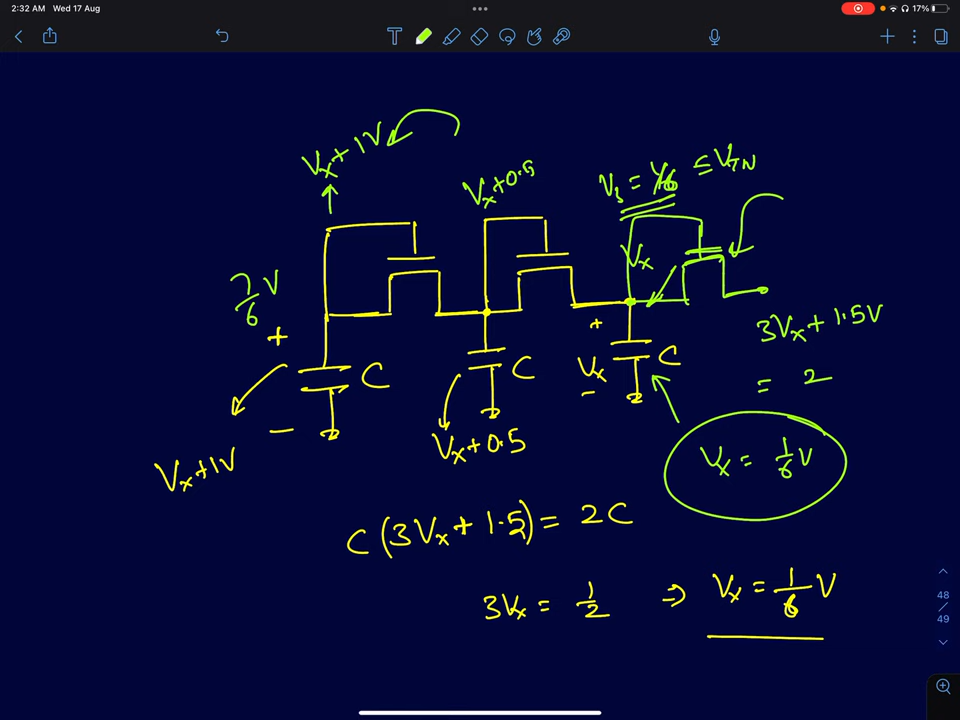 2:32 AM Wed 17 Aug
17%
Vx + 1V
Vx+0.5
V3 = 1/6 ≤ VTN
Vx
7/6 V
+
C
−
Vx+1V
C
Vx+0.5
+
Vx
−
C
3Vx + 1.5V
= 2
Vx = 1/6 V
C (3Vx + 1.5) = 2C
3Vx = 1/2 ⇒ Vx = 1/6 V
48
/
49